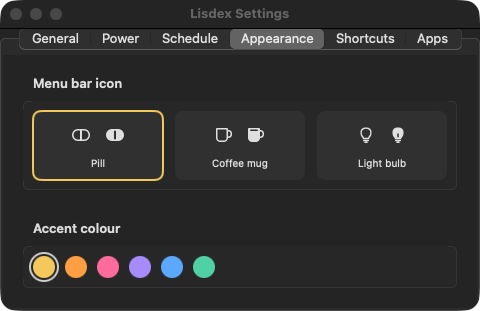 Lisdex Settings
General Power Schedule Appearance Shortcuts Apps
Menu bar icon
Pill Coffee mug Light bulb
Accent colour